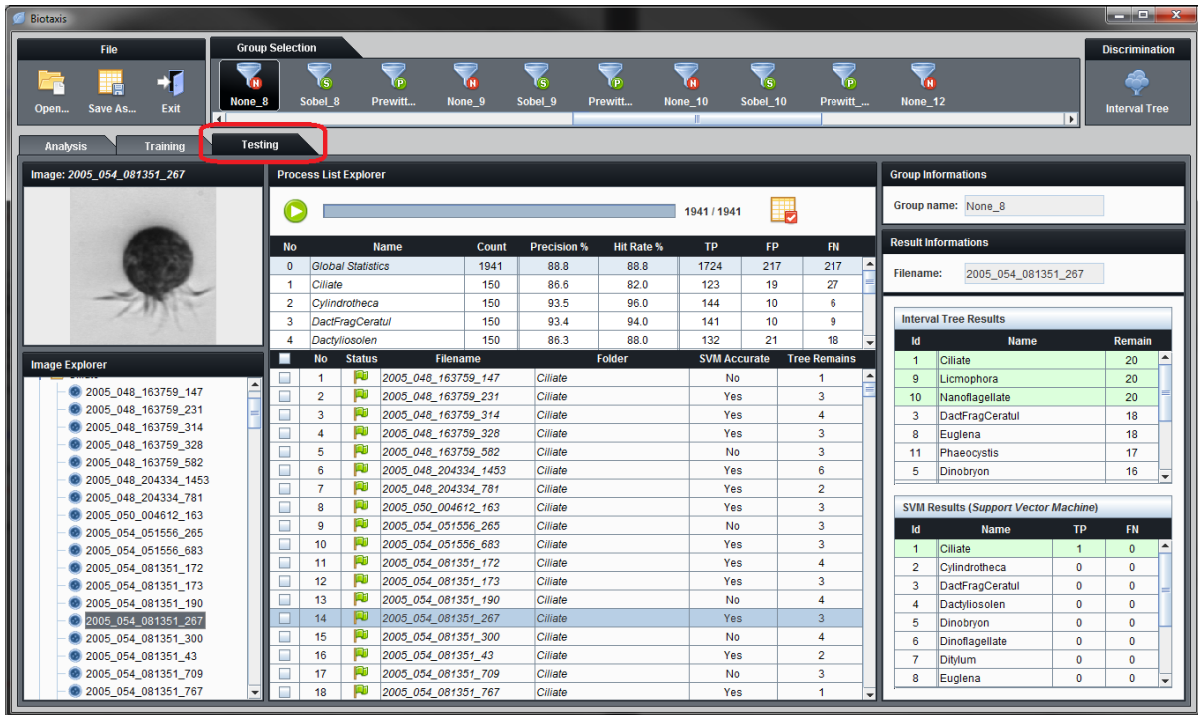 Biotaxis
File
Group Selection
Discrimination
Open... Save As... Exit
None_8 Sobel_8 Prewitt... None_9 Sobel_9 Prewitt... None_10 Sobel_10 Prewitt_... None_12
Interval Tree
Analysis Training Testing
Image: 2005_054_081351_267
Image Explorer
2005_048_163759_147
2005_048_163759_231
2005_048_163759_314
2005_048_163759_328
2005_048_163759_582
2005_048_204334_1453
2005_048_204334_781
2005_050_004612_163
2005_054_051556_265
2005_054_051556_683
2005_054_081351_172
2005_054_081351_173
2005_054_081351_190
2005_054_081351_267
2005_054_081351_300
2005_054_081351_43
2005_054_081351_709
2005_054_081351_767
Process List Explorer
1941 / 1941
No Name Count Precision % Hit Rate % TP FP FN
0 Global Statistics 1941 88.8 88.8 1724 217 217
1 Ciliate 150 86.6 82.0 123 19 27
2 Cylindrotheca 150 93.5 96.0 144 10 6
3 DactFragCeratul 150 93.4 94.0 141 10 9
4 Dactyliosolen 150 86.3 88.0 132 21 18
No Status Filename Folder SVM Accurate Tree Remains
1 2005_048_163759_147 Ciliate No 1
2 2005_048_163759_231 Ciliate Yes 3
3 2005_048_163759_314 Ciliate Yes 4
4 2005_048_163759_328 Ciliate Yes 3
5 2005_048_163759_582 Ciliate No 3
6 2005_048_204334_1453 Ciliate Yes 6
7 2005_048_204334_781 Ciliate Yes 2
8 2005_050_004612_163 Ciliate Yes 3
9 2005_054_051556_265 Ciliate No 3
10 2005_054_051556_683 Ciliate Yes 3
11 2005_054_081351_172 Ciliate Yes 4
12 2005_054_081351_173 Ciliate Yes 3
13 2005_054_081351_190 Ciliate No 4
14 2005_054_081351_267 Ciliate Yes 3
15 2005_054_081351_300 Ciliate No 4
16 2005_054_081351_43 Ciliate Yes 2
17 2005_054_081351_709 Ciliate No 3
18 2005_054_081351_767 Ciliate Yes 1
Group Informations
Group name: None_8
Result Informations
Filename: 2005_054_081351_267
Interval Tree Results
Id Name Remain
1 Ciliate 20
9 Licmophora 20
10 Nanoflagellate 20
3 DactFragCeratul 18
8 Euglena 18
11 Phaeocystis 17
5 Dinobryon 16
SVM Results (Support Vector Machine)
Id Name TP FN
1 Ciliate 1 0
2 Cylindrotheca 0 0
3 DactFragCeratul 0 0
4 Dactyliosolen 0 0
5 Dinobryon 0 0
6 Dinoflagellate 0 0
7 Ditylum 0 0
8 Euglena 0 0